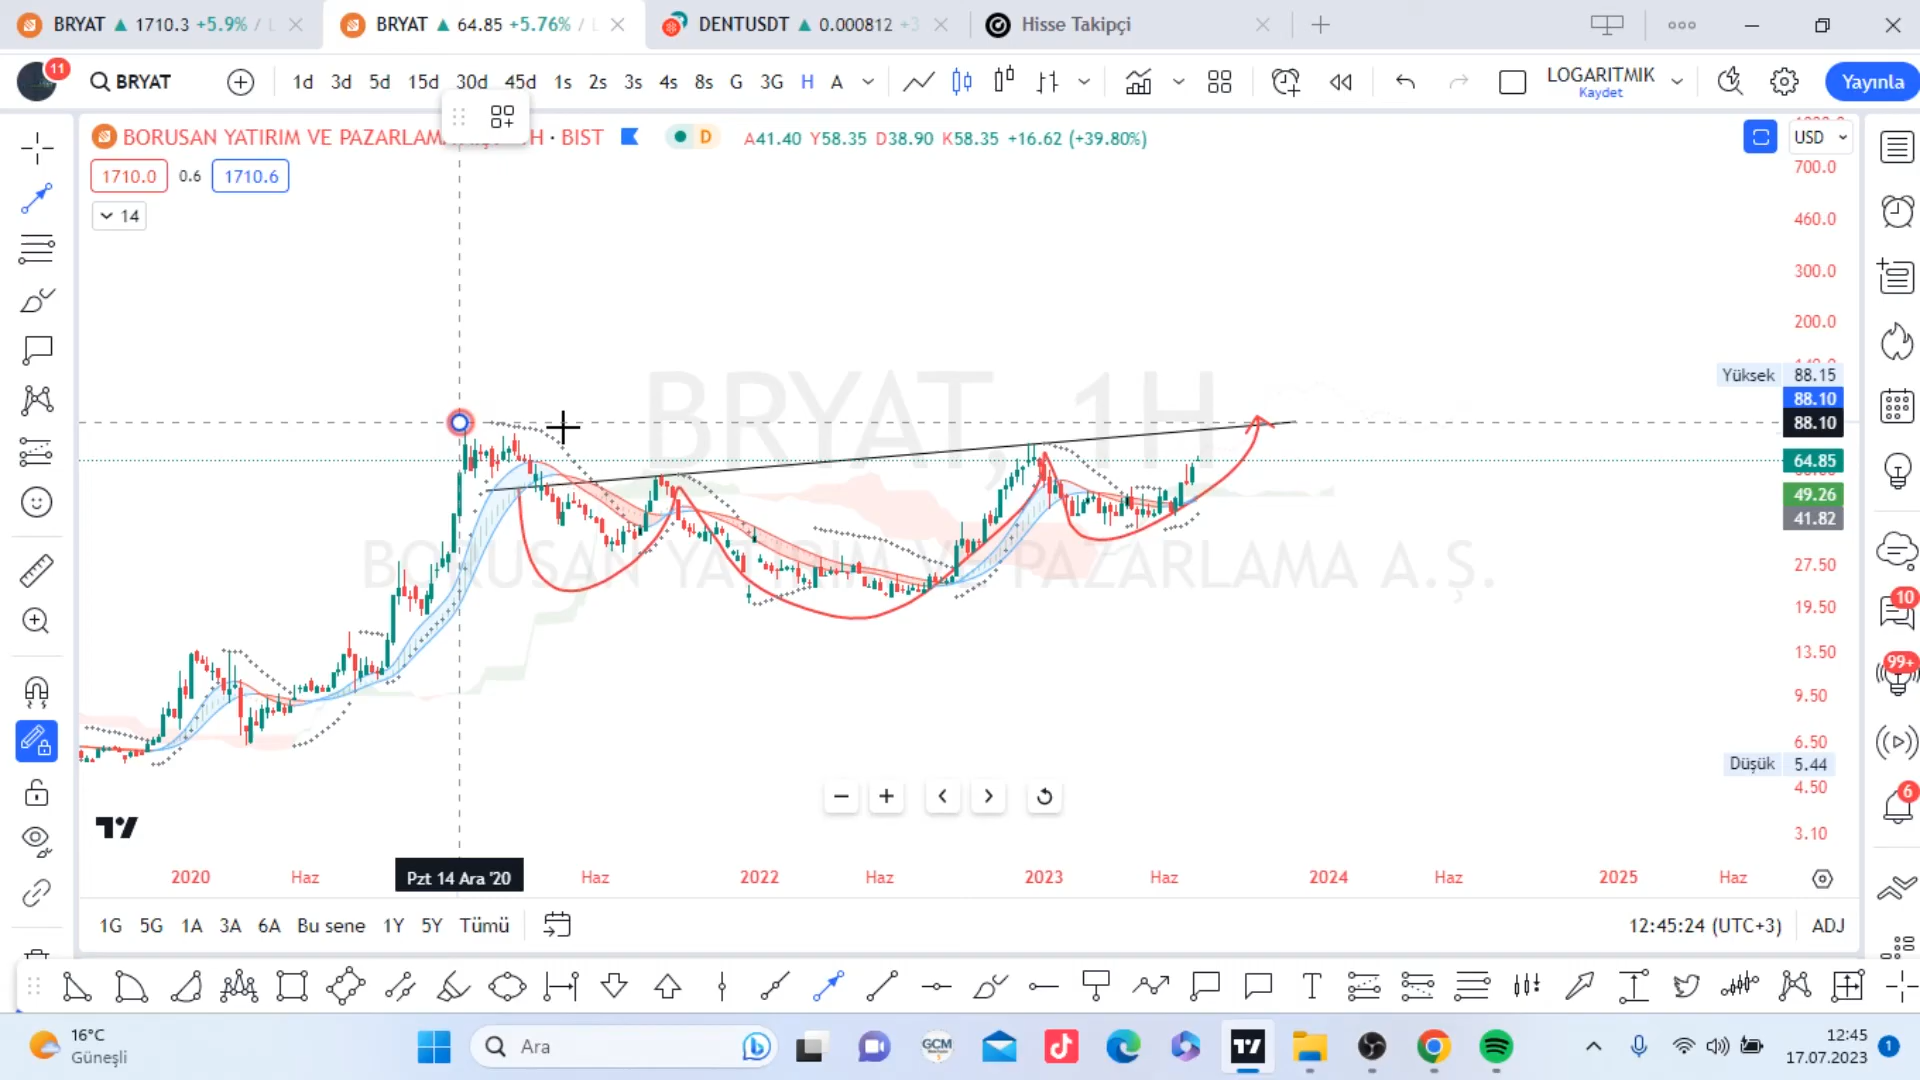 BRYAT ▲ 1710.3 +5.9% / L
BRYAT ▲ 64.85 +5.76% /
DENTUSDT ▲ 0.000812 +3
Hisse Takipçi
11
BRYAT
1d 3d 5d 15d 30d 45d 1s 2s 3s 4s 8s G 3G H A
LOGARITMIK
Kaydet
Yayınla
BORUSAN YATIRIM VE PAZARLAMA
H · BIST
D
A41.40 Y58.35 D38.90 K58.35 +16.62 (+39.80%)
USD
1710.0 0.6 1710.6
14
700.0
460.0
300.0
200.0
Yüksek 88.15
88.10
88.10
64.85
49.26
41.82
27.50
19.50
13.50
9.50
6.50
Düşük 5.44
4.50
3.10
BRYAT, 1H
BORUSAN YATIRIM VE PAZARLAMA A.Ş.
2020 Haz Pzt 14 Ara '20 Haz 2022 Haz 2023 Haz 2024 Haz 2025 Haz
1G 5G 1A 3A 6A Bu sene 1Y 5Y Tümü
12:45:24 (UTC+3) ADJ
10
99+
6
16°C
Güneşli
Ara
GCM
12:45
17.07.2023
1